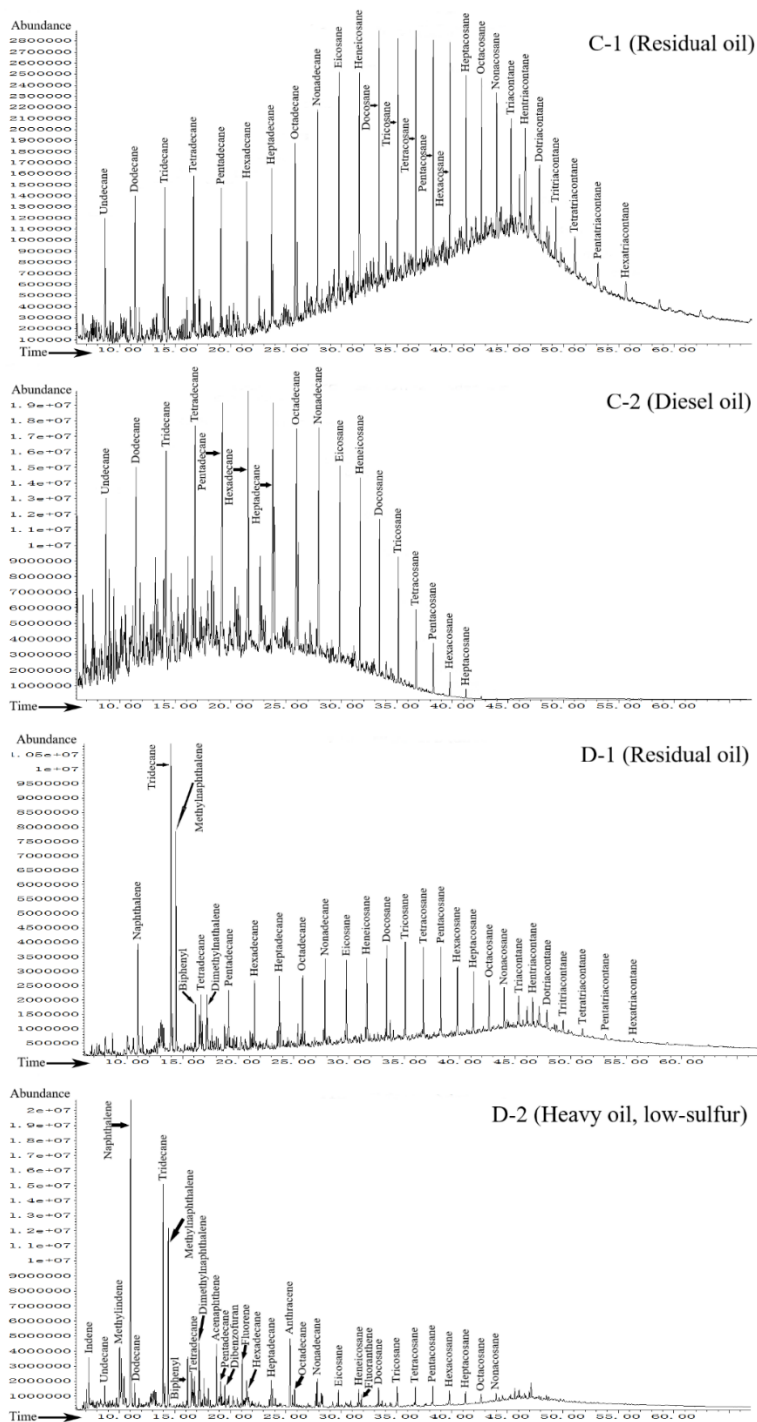 Abundance
C-1 (Residual oil)
2800000
2700000
2600000
2500000
2400000
2300000
2200000
2100000
2000000
1900000
1800000
1700000
1600000
1500000
1400000
1300000
1200000
1100000
1000000
900000
800000
700000
600000
500000
400000
300000
200000
100000
Undecane
Dodecane
Tridecane
Tetradecane
Pentadecane
Hexadecane
Heptadecane
Octadecane
Nonadecane
Eicosane
Heneicosane
Docosane
Tricosane
Tetracosane
Pentacosane
Hexacosane
Heptacosane
Octacosane
Nonacosane
Triacontane
Hentriacontane
Dotriacontane
Tritriacontane
Tetratriacontane
Pentatriacontane
Hexatriacontane
Time
10.00 15.00 20.00 25.00 30.00 35.00 40.00 45.00 50.00 55.00 60.00
Abundance
C-2 (Diesel oil)
1.9e+07
1.8e+07
1.7e+07
1.6e+07
1.5e+07
1.4e+07
1.3e+07
1.2e+07
1.1e+07
1e+07
9000000
8000000
7000000
6000000
5000000
4000000
3000000
2000000
1000000
Undecane
Dodecane
Tridecane
Tetradecane
Pentadecane
Hexadecane
Heptadecane
Octadecane
Nonadecane
Eicosane
Heneicosane
Docosane
Tricosane
Tetracosane
Pentacosane
Hexacosane
Heptacosane
Time
10.00 15.00 20.00 25.00 30.00 35.00 40.00 45.00 50.00 55.00 60.00
Abundance
D-1 (Residual oil)
1.05e+07
1e+07
9500000
9000000
8500000
8000000
7500000
7000000
6500000
6000000
5500000
5000000
4500000
4000000
3500000
3000000
2500000
2000000
1500000
1000000
500000
Naphthalene
Tridecane
Methylnaphthalene
Biphenyl
Tetradecane
Dimethylnathalene
Pentadecane
Hexadecane
Heptadecane
Octadecane
Nonadecane
Eicosane
Heneicosane
Docosane
Tricosane
Tetracosane
Pentacosane
Hexacosane
Heptacosane
Octacosane
Nonacosane
Triacontane
Hentriacontane
Dotriacontane
Tritriacontane
Tetratriacontane
Pentatriacontane
Hexatriacontane
Time
10.00 15.00 20.00 25.00 30.00 35.00 40.00 45.00 50.00 55.00 60.00
Abundance
D-2 (Heavy oil, low-sulfur)
2e+07
1.9e+07
1.8e+07
1.7e+07
1.6e+07
1.5e+07
1.4e+07
1.3e+07
1.2e+07
1.1e+07
1e+07
9000000
8000000
7000000
6000000
5000000
4000000
3000000
2000000
1000000
Indene
Undecane
Methylindene
Naphthalene
Dodecane
Tridecane
Methylnaphthalene
Biphenyl
Tetradecane
Dimethylnaphthalene
Acenaphthene
Pentadecane
Dibenzofuran
Fluorene
Hexadecane
Heptadecane
Anthracene
Octadecane
Nonadecane
Eicosane
Heneicosane
Fluoranthene
Docosane
Tricosane
Tetracosane
Pentacosane
Hexacosane
Heptacosane
Octacosane
Nonacosane
Time
10.00 15.00 20.00 25.00 30.00 35.00 40.00 45.00 50.00 55.00 60.00